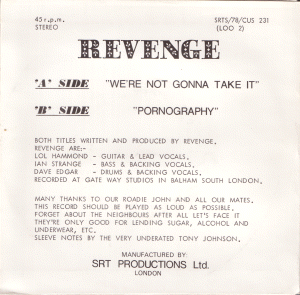 45 r.p.m.
STEREO
SRTS/78/CUS 231
(LOO 2)
REVENGE
'A' SIDE "WE'RE NOT GONNA TAKE IT"
'B' SIDE "PORNOGRAPHY"
BOTH TITLES WRITTEN AND PRODUCED BY REVENGE.
REVENGE ARE:-
LOL HAMMOND - GUITAR & LEAD VOCALS.
IAN STRANGE - BASS & BACKING VOCALS.
DAVE EDGAR - DRUMS & BACKING VOCALS.
RECORDED AT GATE WAY STUDIOS IN BALHAM SOUTH LONDON.
MANY THANKS TO OUR ROADIE JOHN AND ALL OUR MATES.
THIS RECORD SHOULD BE PLAYED AS LOUD AS POSSIBLE.
FORGET ABOUT THE NEIGHBOURS AFTER ALL LET'S FACE IT
THEY'RE ONLY GOOD FOR LENDING SUGAR, ALCOHOL AND
UNDERWEAR, ETC.
SLEEVE NOTES BY THE VERY UNDERATED TONY JOHNSON.
MANUFACTURED BY:
SRT PRODUCTIONS Ltd.
LONDON